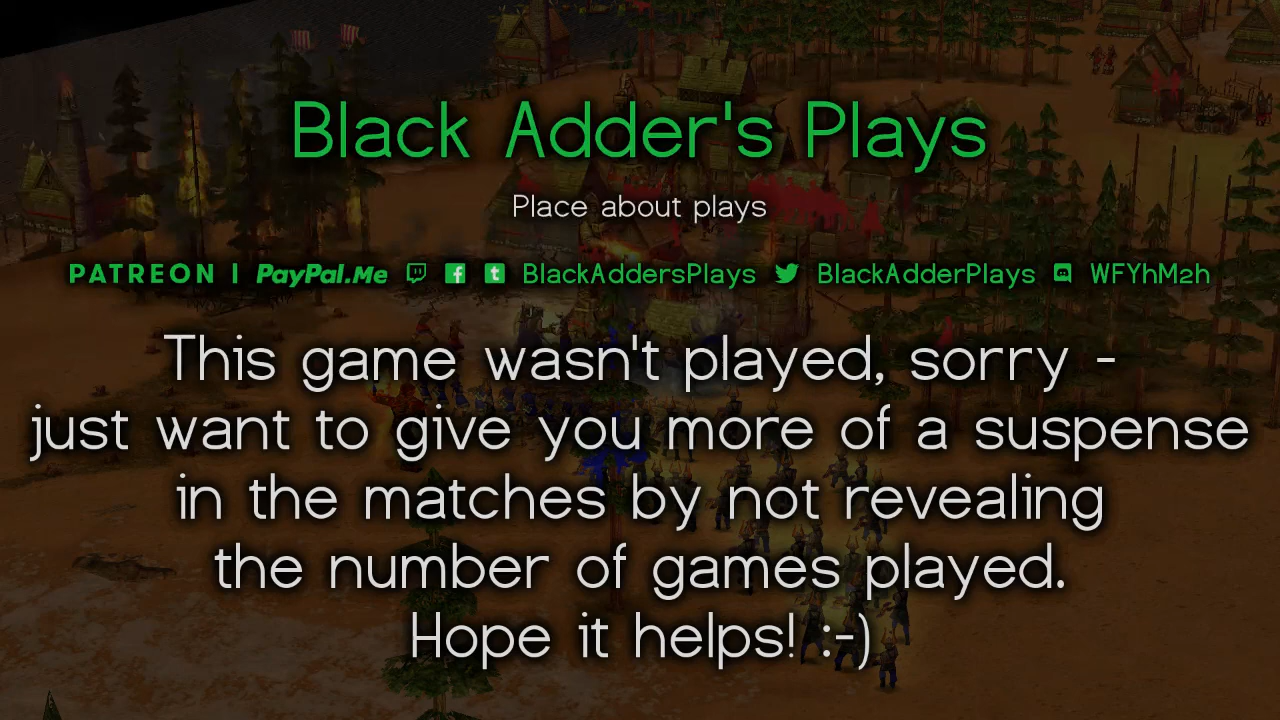 Black Adder's Plays
Place about plays
PATREON | PayPal.Me BlackAddersPlays BlackAdderPlays WFYhM2h
This game wasn't played, sorry -
just want to give you more of a suspense
in the matches by not revealing
the number of games played.
Hope it helps! :-)